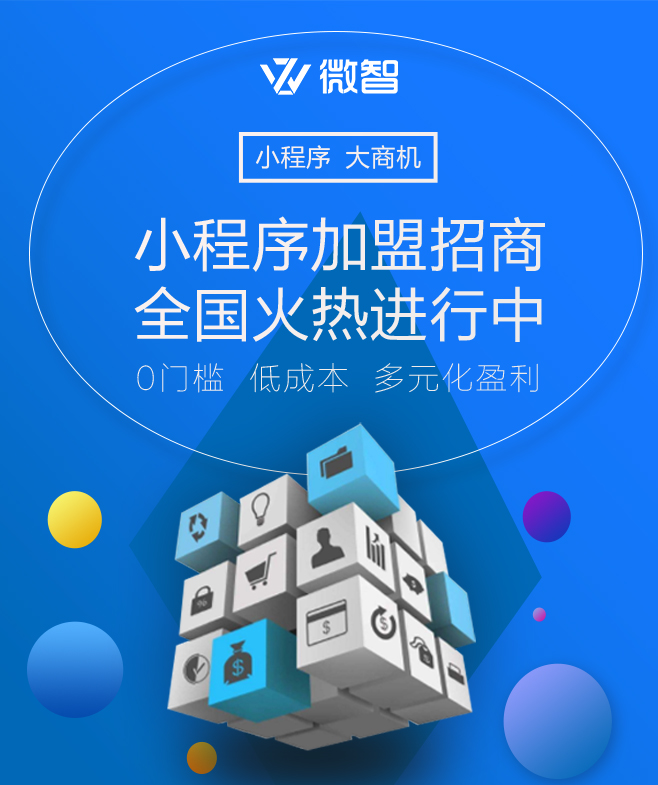 微智
小程序 大商机
小程序加盟招商
全国火热进行中
0门槛 低成本 多元化盈利
%
$
$
$